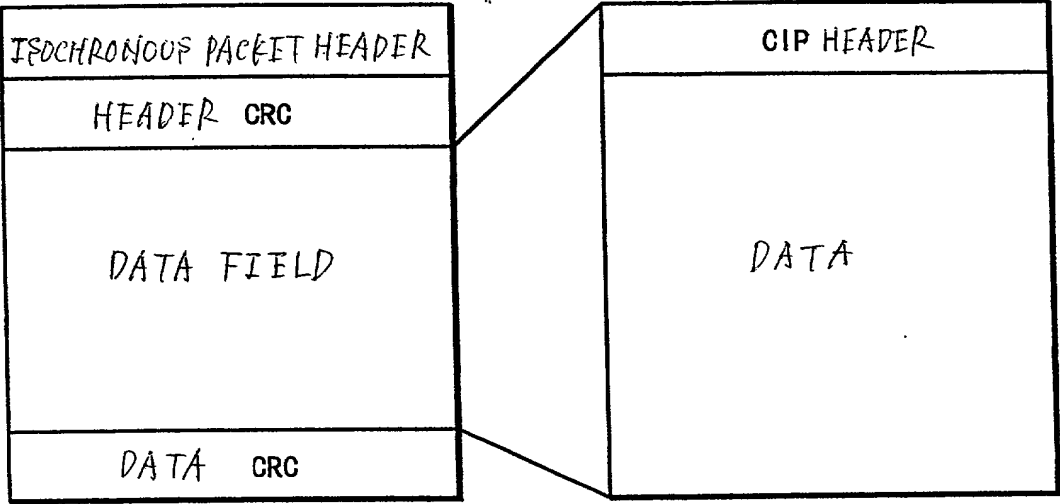 ISOCHRONOUS PACKET HEADER
HEADER CRC
DATA FIELD
DATA CRC
CIP HEADER
DATA